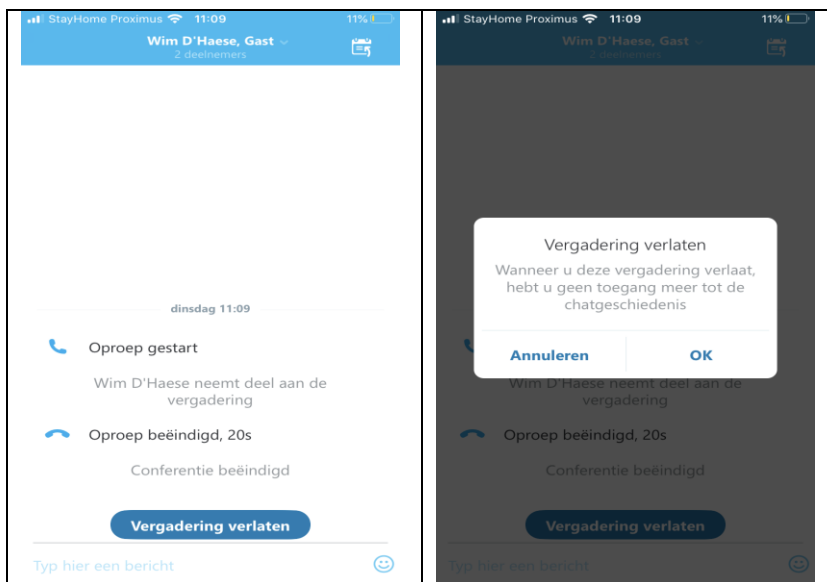 StayHome Proximus 11:09 11%
Wim D'Haese, Gast
2 deelnemers
dinsdag 11:09
Oproep gestart
Wim D'Haese neemt deel aan de
vergadering
Oproep beëindigd, 20s
Conferentie beëindigd
Vergadering verlaten
Typ hier een bericht
StayHome Proximus 11:09 11%
Wim D'Haese, Gast
2 deelnemers
Vergadering verlaten
Wanneer u deze vergadering verlaat,
hebt u geen toegang meer tot de
chatgeschiedenis
Annuleren OK
Wim D'Haese neemt deel aan de
vergadering
Oproep beëindigd, 20s
Conferentie beëindigd
Vergadering verlaten
Typ hier een bericht